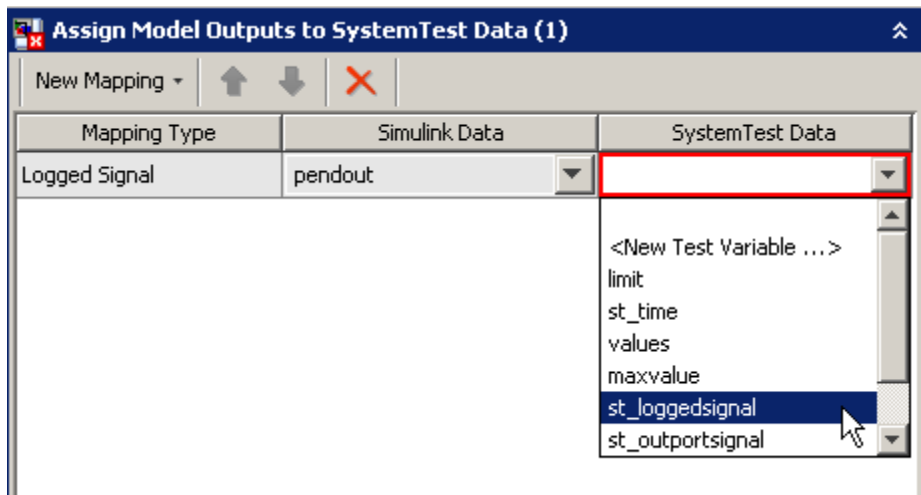 Assign Model Outputs to SystemTest Data (1)
New Mapping
Mapping Type Simulink Data SystemTest Data
Logged Signal pendout
<New Test Variable ...>
limit
st_time
values
maxvalue
st_loggedsignal
st_outportsignal